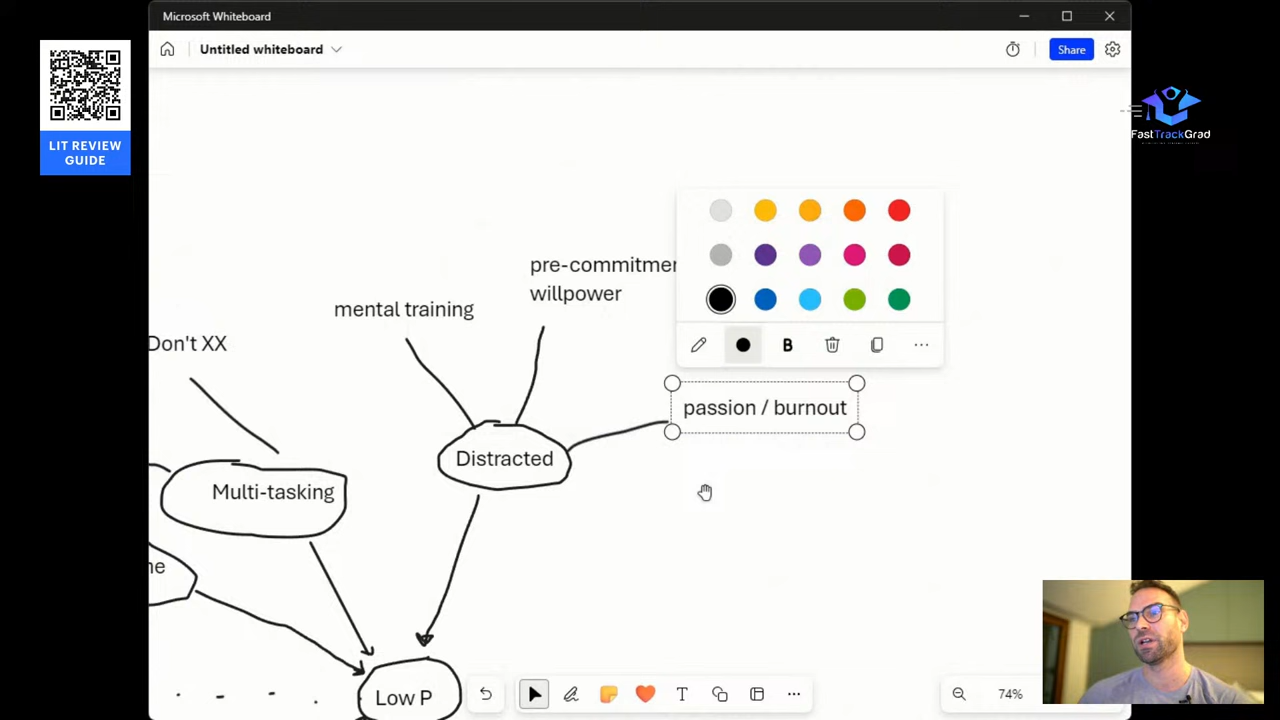 Microsoft Whiteboard
Untitled whiteboard
Share
LIT REVIEW
GUIDE
FastTrackGrad
pre-commitmen
willpower
mental training
Don't XX
B
passion / burnout
Distracted
Multi-tasking
ne
Low P
T
74%